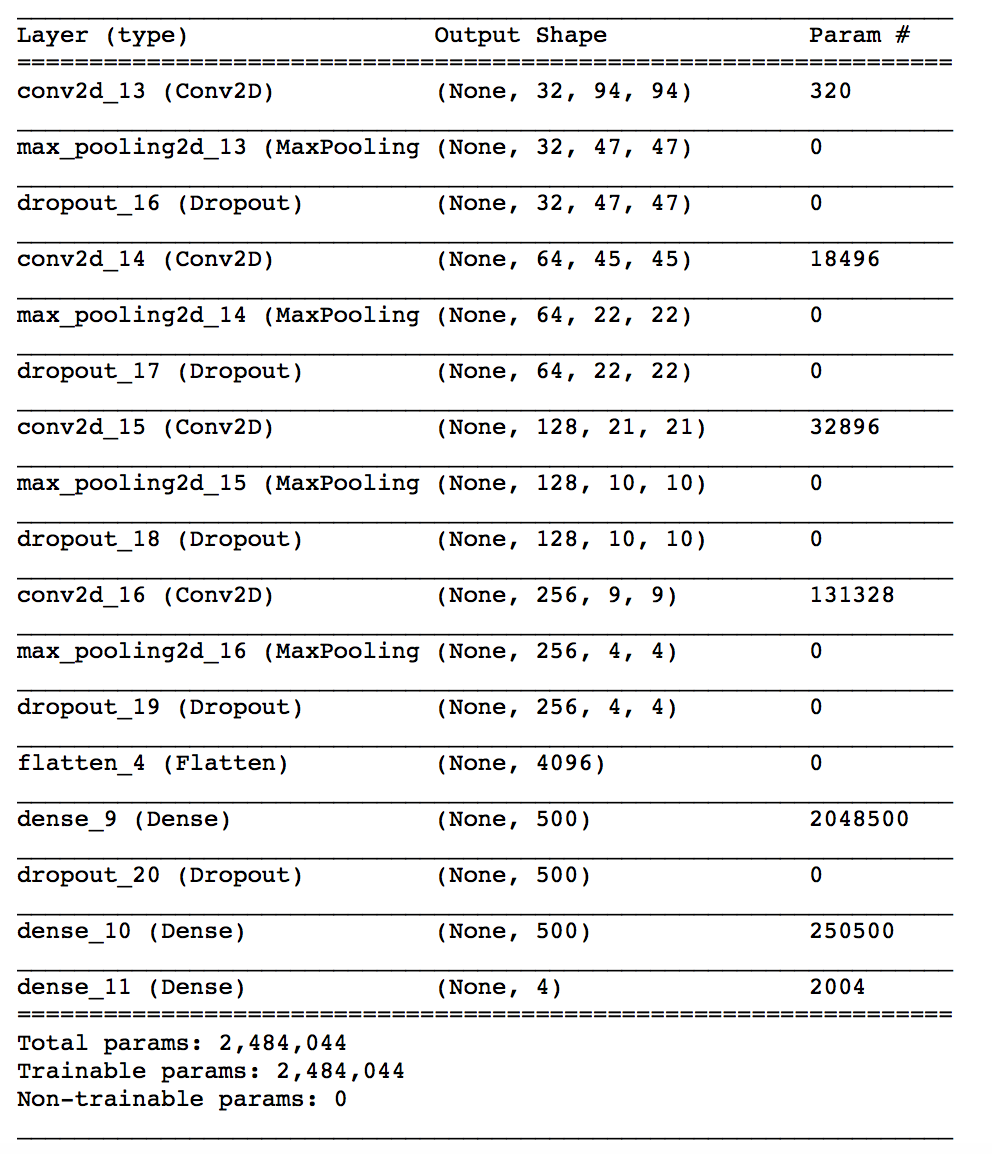 Layer (type) Output Shape Param #
=================================================================
conv2d_13 (Conv2D) (None, 32, 94, 94) 320
max_pooling2d_13 (MaxPooling (None, 32, 47, 47) 0
dropout_16 (Dropout) (None, 32, 47, 47) 0
conv2d_14 (Conv2D) (None, 64, 45, 45) 18496
max_pooling2d_14 (MaxPooling (None, 64, 22, 22) 0
dropout_17 (Dropout) (None, 64, 22, 22) 0
conv2d_15 (Conv2D) (None, 128, 21, 21) 32896
max_pooling2d_15 (MaxPooling (None, 128, 10, 10) 0
dropout_18 (Dropout) (None, 128, 10, 10) 0
conv2d_16 (Conv2D) (None, 256, 9, 9) 131328
max_pooling2d_16 (MaxPooling (None, 256, 4, 4) 0
dropout_19 (Dropout) (None, 256, 4, 4) 0
flatten_4 (Flatten) (None, 4096) 0
dense_9 (Dense) (None, 500) 2048500
dropout_20 (Dropout) (None, 500) 0
dense_10 (Dense) (None, 500) 250500
dense_11 (Dense) (None, 4) 2004
=================================================================
Total params: 2,484,044
Trainable params: 2,484,044
Non-trainable params: 0